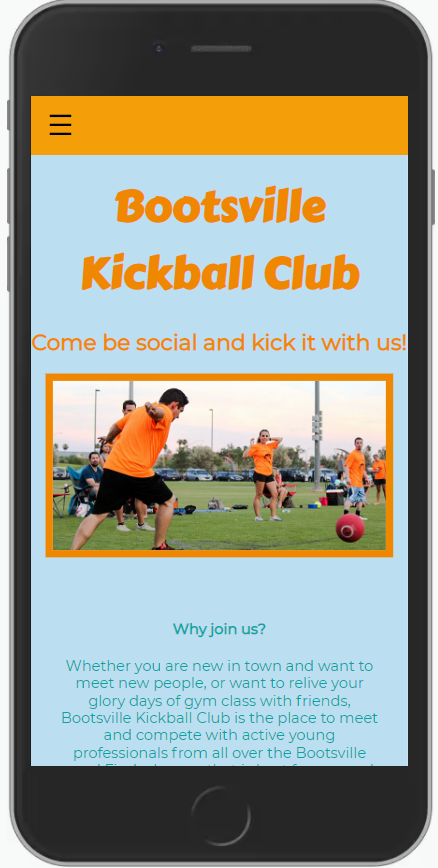 Bootsville
Kickball Club
Come be social and kick it with us!
Why join us?
Whether you are new in town and want to
meet new people, or want to relive your
glory days of gym class with friends,
Bootsville Kickball Club is the place to meet
and compete with active young
professionals from all over the Bootsville